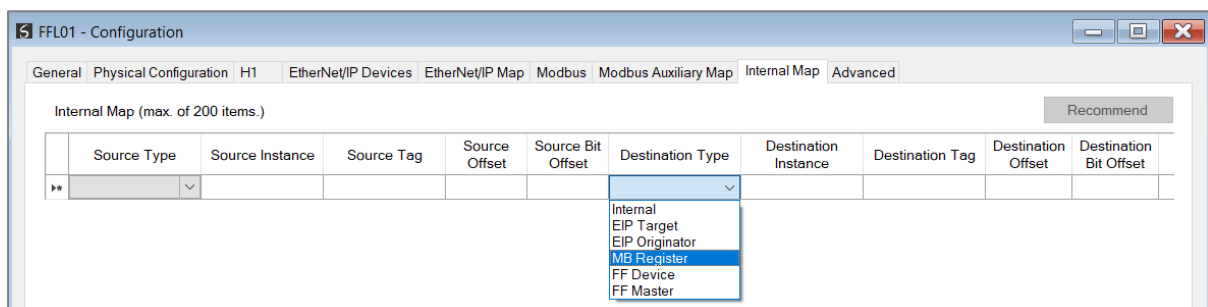 FFL01 - Configuration
General Physical Configuration H1 EtherNet/IP Devices EtherNet/IP Map Modbus Modbus Auxiliary Map Internal Map Advanced
Internal Map (max. of 200 items.) Recommend
Source Type Source Instance Source Tag Source Offset Source Bit Offset Destination Type Destination Instance Destination Tag Destination Offset Destination Bit Offset
Internal
EIP Target
EIP Originator
MB Register
FF Device
FF Master